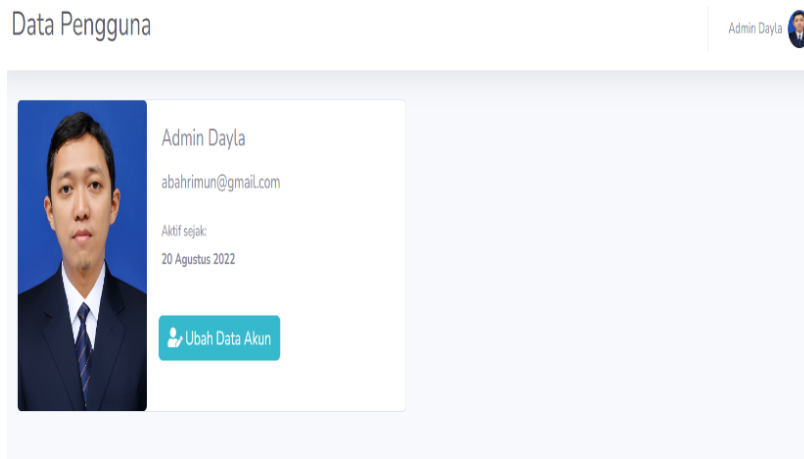 Data Pengguna
Admin Dayla
Admin Dayla
abahrimun@gmail.com
Aktif sejak:
20 Agustus 2022
Ubah Data Akun